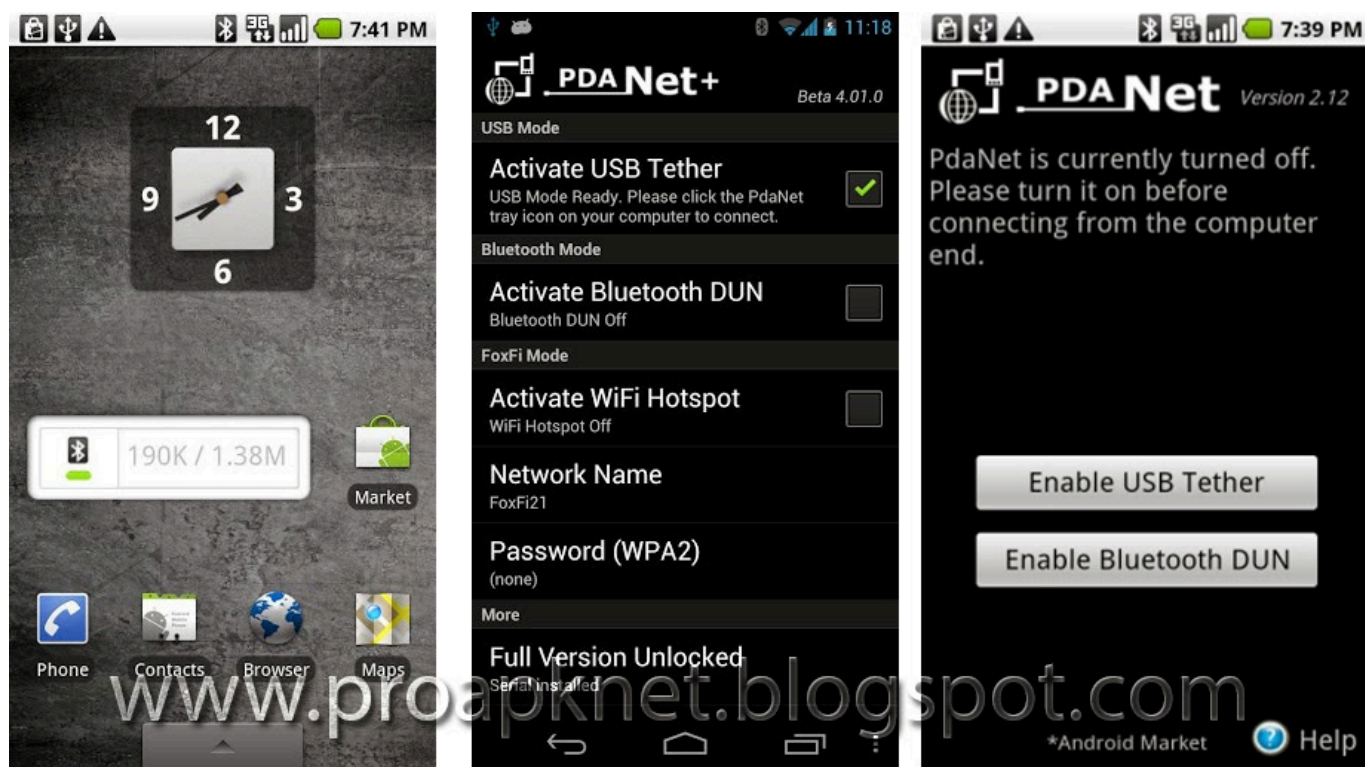 7:41 PM
12
9
3
6
190K / 1.38M
Market
Phone
Contacts
Browser
Maps
11:18
PDANet+
Beta 4.01.0
USB Mode
Activate USB Tether
USB Mode Ready. Please click the PdaNet
tray icon on your computer to connect.
Bluetooth Mode
Activate Bluetooth DUN
Bluetooth DUN Off
FoxFi Mode
Activate WiFi Hotspot
WiFi Hotspot Off
Network Name
FoxFi21
Password (WPA2)
(none)
More
Full Version Unlocked
Serial installed
3G
7:39 PM
PDANet
Version 2.12
PdaNet is currently turned off.
Please turn it on before
connecting from the computer
end.
Enable USB Tether
Enable Bluetooth DUN
*Android Market
Help
www.proapknet.blogspot.com